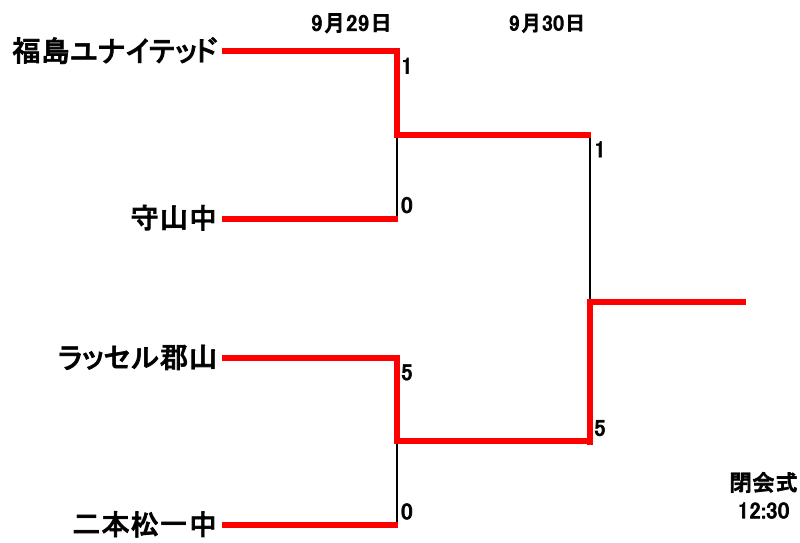 9月29日
9月30日
福島ユナイテッド
1
1
守山中
0
ラッセル郡山
5
5
二本松一中
0
閉会式
12:30